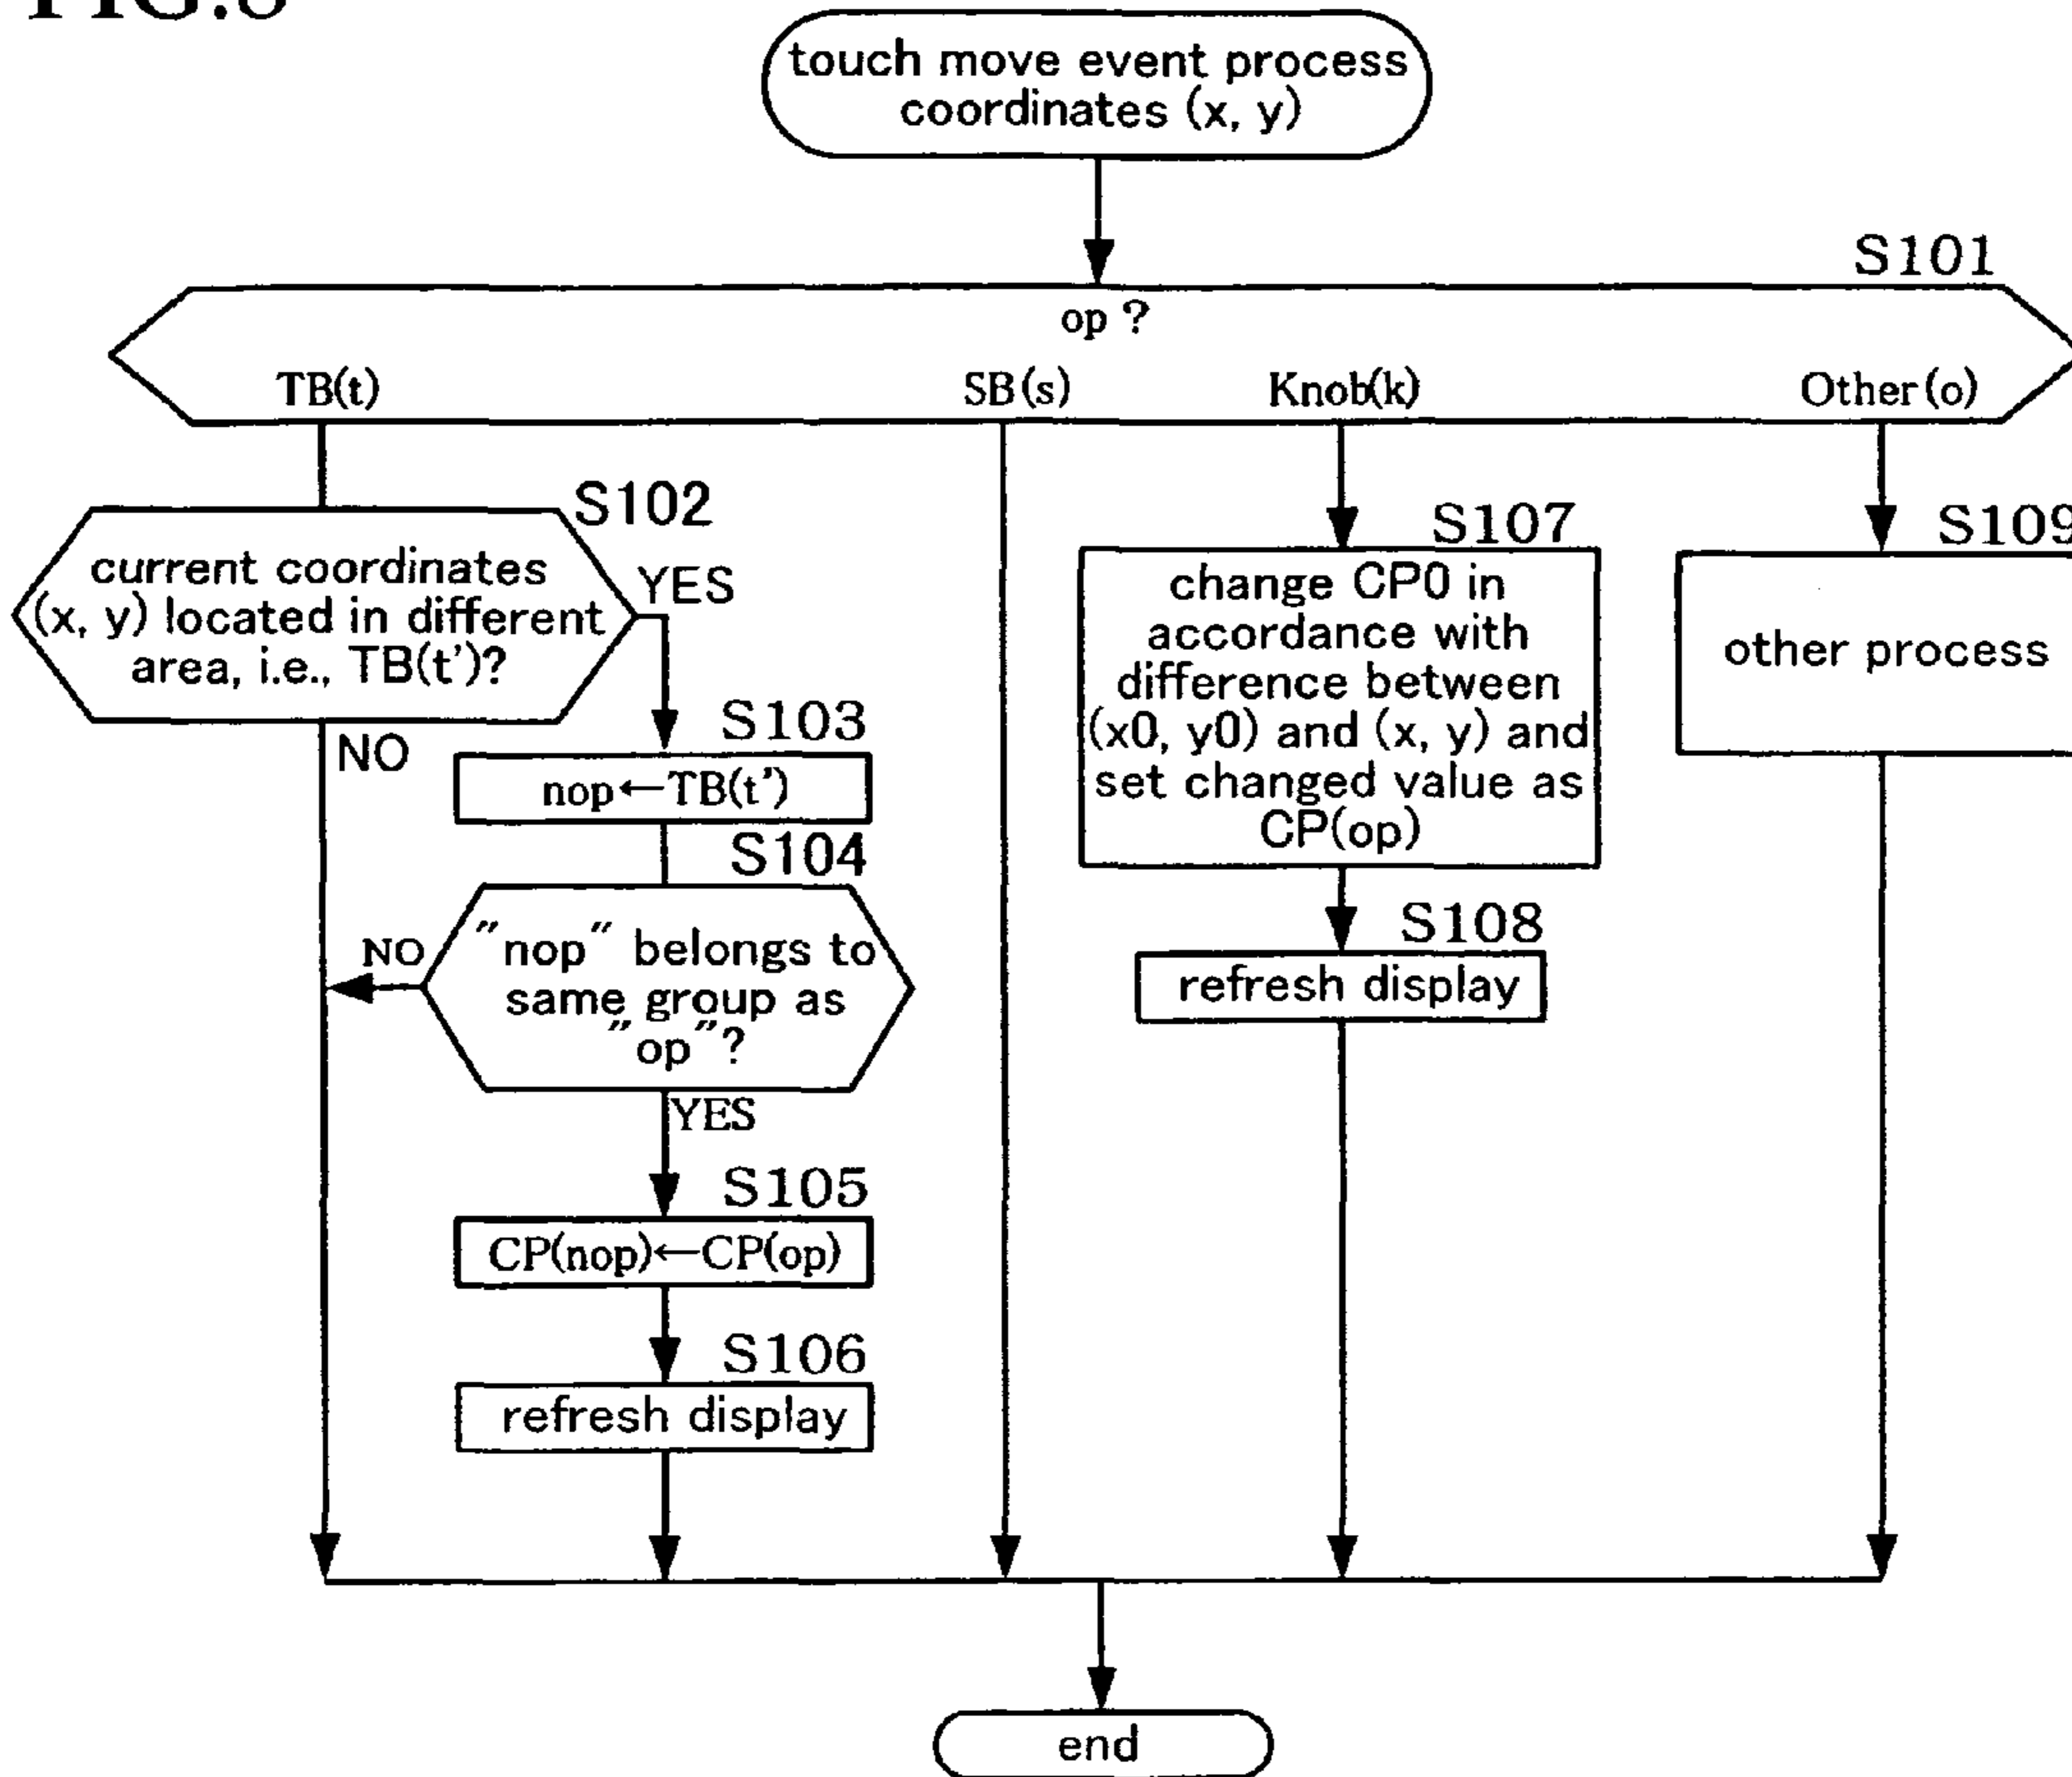 touch move event process
coordinates (x, y)
S101
op ?
TB(t)
SB(s)
Knob(k)
Other(o)
S102
current coordinates
(x, y) located in different
area, i.e., TB(t')?
YES
NO
S103
nop←TB(t')
S104
"nop" belongs to
same group as
"op"?
NO
YES
S105
CP(nop)←CP(op)
S106
refresh display
S107
change CP0 in
accordance with
difference between
(x0, y0) and (x, y) and
set changed value as
CP(op)
S108
refresh display
S109
other process
end